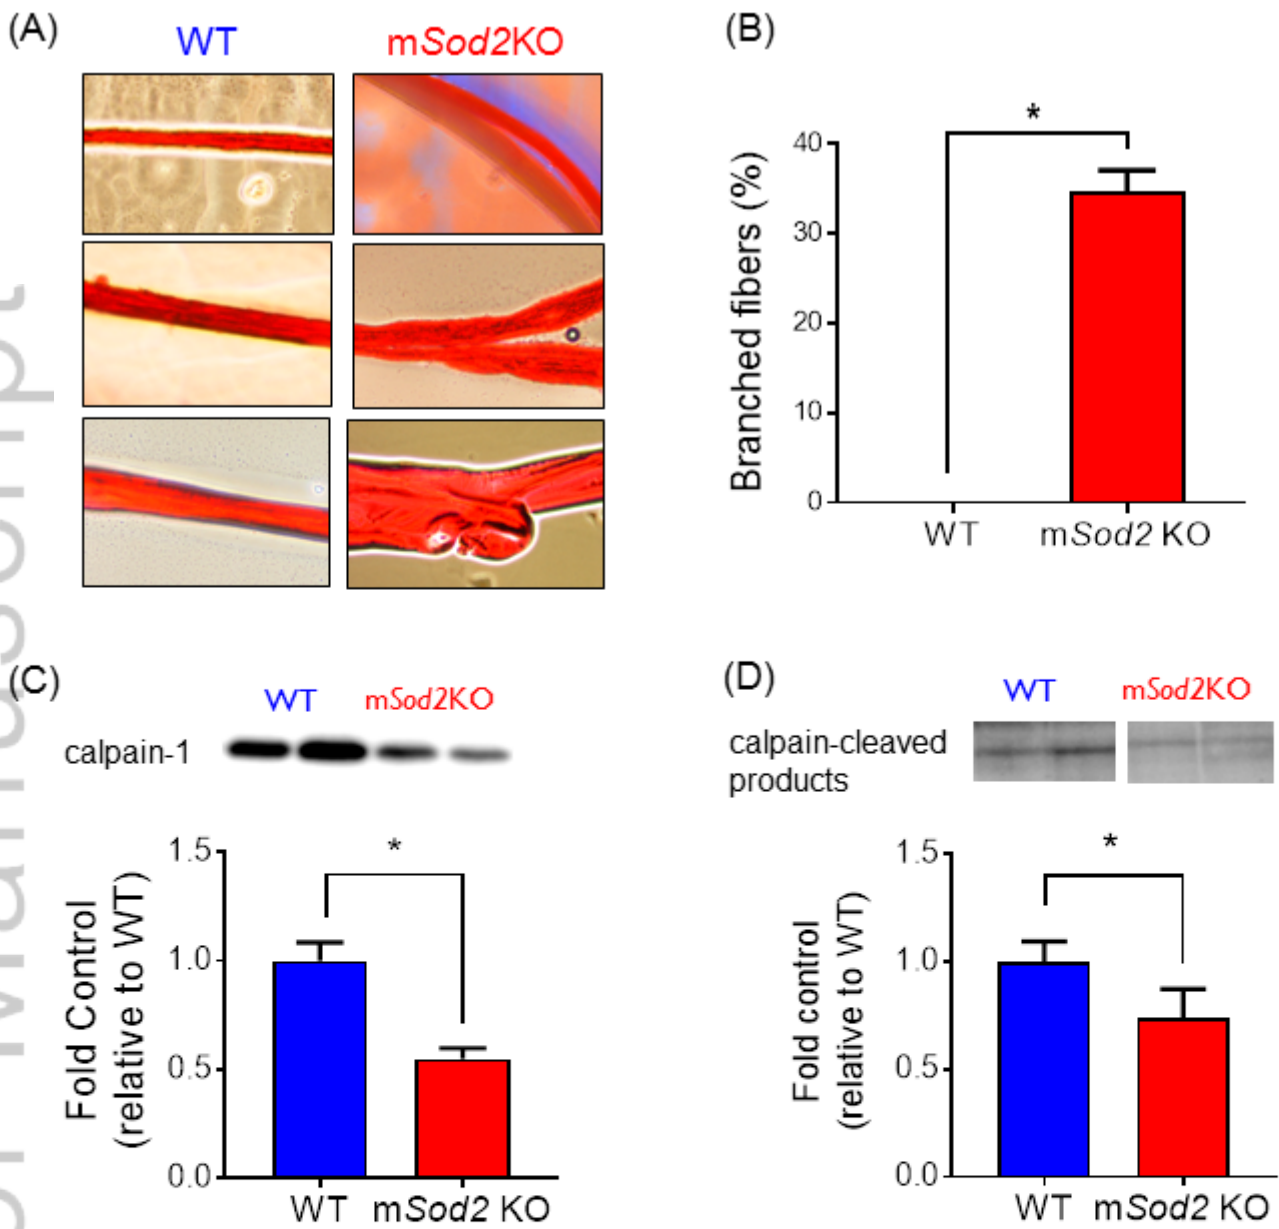 (A)
WT
mSod2KO
(B)
*
40
30
20
10
0
Branched fibers (%)
WT
mSod2 KO
(C)
WT
mSod2KO
calpain-1
*
1.5
1.0
0.5
0.0
Fold Control
(relative to WT)
WT
mSod2 KO
(D)
WT
mSod2KO
calpain-cleaved
products
*
1.5
1.0
0.5
0.0
Fold control
(relative to WT)
WT
mSod2 KO
or Manuscript